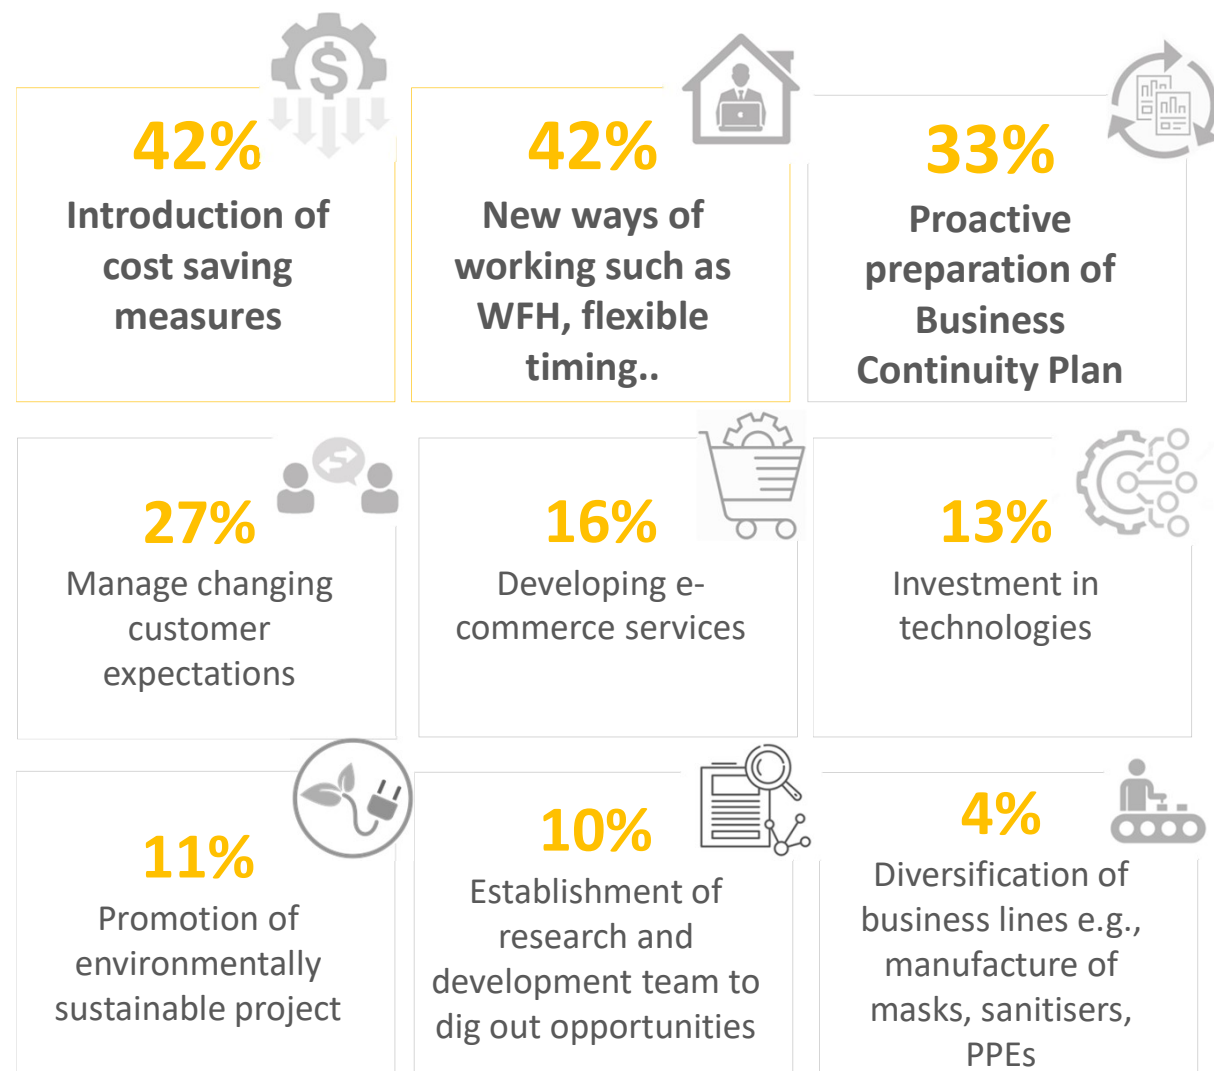 42%
Introduction of
cost saving
measures
42%
New ways of
working such as
WFH, flexible
timing..
33%
Proactive
preparation of
Business
Continuity Plan
27%
Manage changing
customer
expectations
16%
Developing e-
commerce services
13%
Investment in
technologies
11%
Promotion of
environmentally
sustainable project
10%
Establishment of
research and
development team to
dig out opportunities
4%
Diversification of
business lines e.g.,
manufacture of
masks, sanitisers,
PPEs